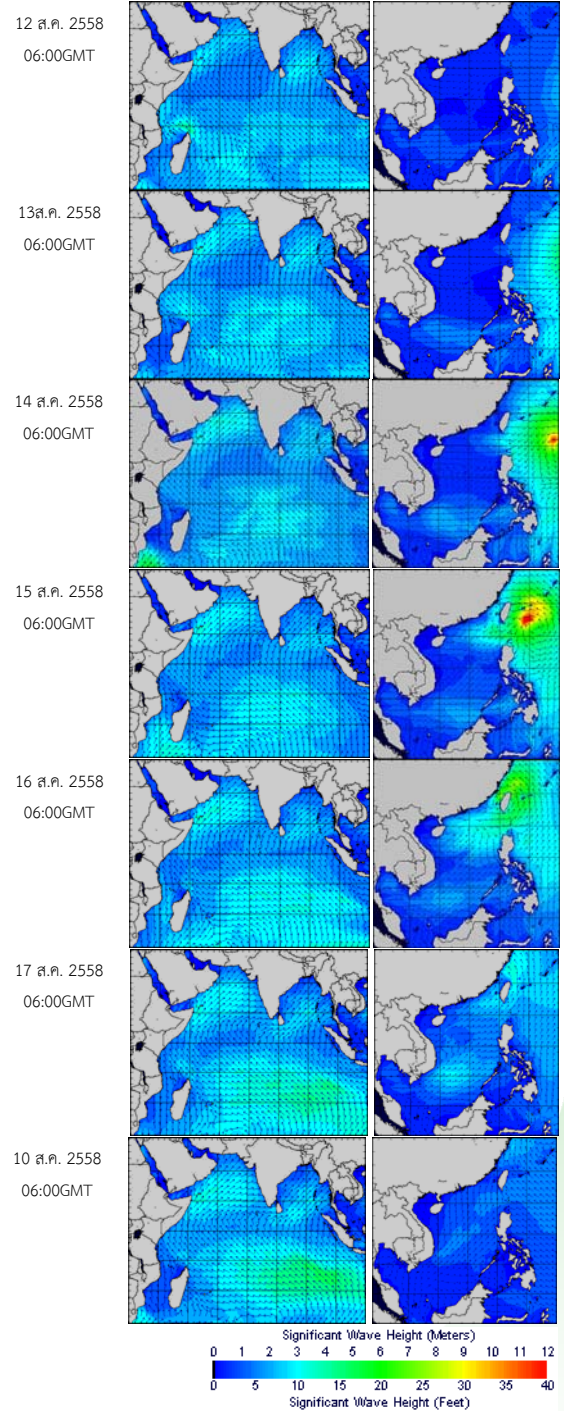 12 ส.ค. 2558
06:00GMT
13ส.ค. 2558
06:00GMT
14 ส.ค. 2558
06:00GMT
15 ส.ค. 2558
06:00GMT
16 ส.ค. 2558
06:00GMT
17 ส.ค. 2558
06:00GMT
10 ส.ค. 2558
06:00GMT
Significant Wave Height (Meters)
0 1 2 3 4 5 6 7 8 9 10 11 12
0 5 10 15 20 25 30 35 40
Significant Wave Height (Feet)